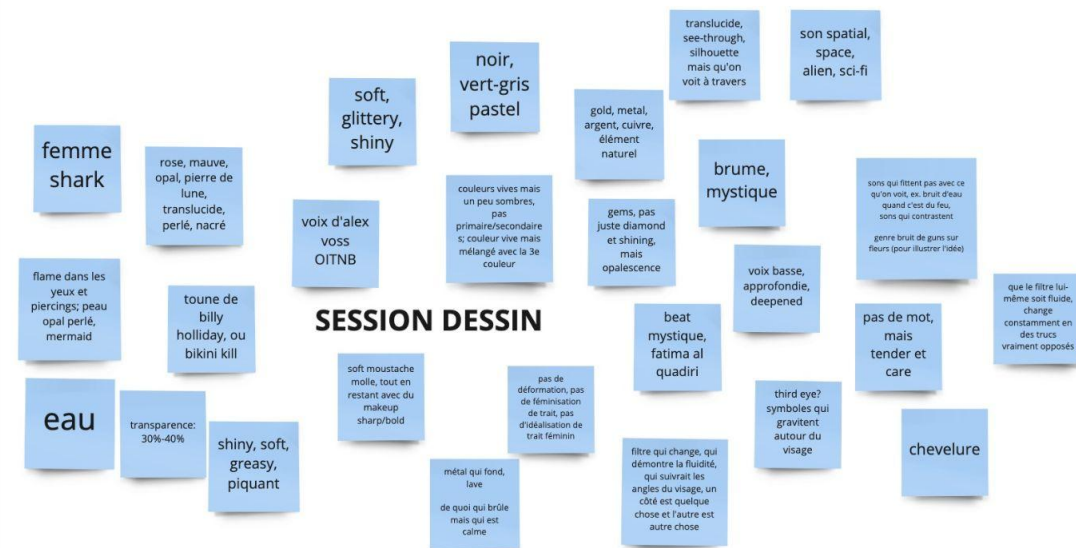 translucide,
see-through,
silhouette
mais qu'on
voit à travers
son spatial,
space,
alien, sci-fi
noir,
vert-gris
pastel
soft,
glittery,
shiny
gold, metal,
argent, cuivre,
élément
naturel
femme
shark
rose, mauve,
opal, pierre de
lune,
translucide,
perlé, nacré
brume,
mystique
sons qui fittent pas avec ce
qu'on voit, ex. bruit d'eau
quand c'est du feu,
sons qui contrastent
genre bruit de guns sur
fleurs (pour illustrer l'idée)
couleurs vives mais
un peu sombres,
pas
primaire/secondaire
s; couleur vive mais
mélangé avec la 3e
couleur
voix d'alex
voss
OITNB
gems, pas
juste diamond
et shining,
mais
opalescence
voix basse,
approfondie,
deepened
flame dans les
yeux et
piercings; peau
opal perlé,
mermaid
toune de
billy
holliday, ou
bikini kill
SESSION DESSIN
beat
mystique,
fatima al
quadiri
pas de mot,
mais
tender et
care
que le filtre lui-
même soit fluide,
change
constamment en
des trucs
vraiment opposés
soft moustache
molle, tout en
restant avec du
makeup
sharp/bold
pas de
déformation, pas
de féminisation
de trait, pas
d'idéalisation de
trait féminin
third eye?
symboles qui
gravitent
autour du
visage
eau
transparence:
30%-40%
shiny, soft,
greasy,
piquant
chevelure
métal qui fond,
lave
de quoi qui brûle
mais qui est
calme
filtre qui change, qui
démontre la fluidité,
qui suivrait les
angles du visage, un
côté est quelque
chose et l'autre est
autre chose